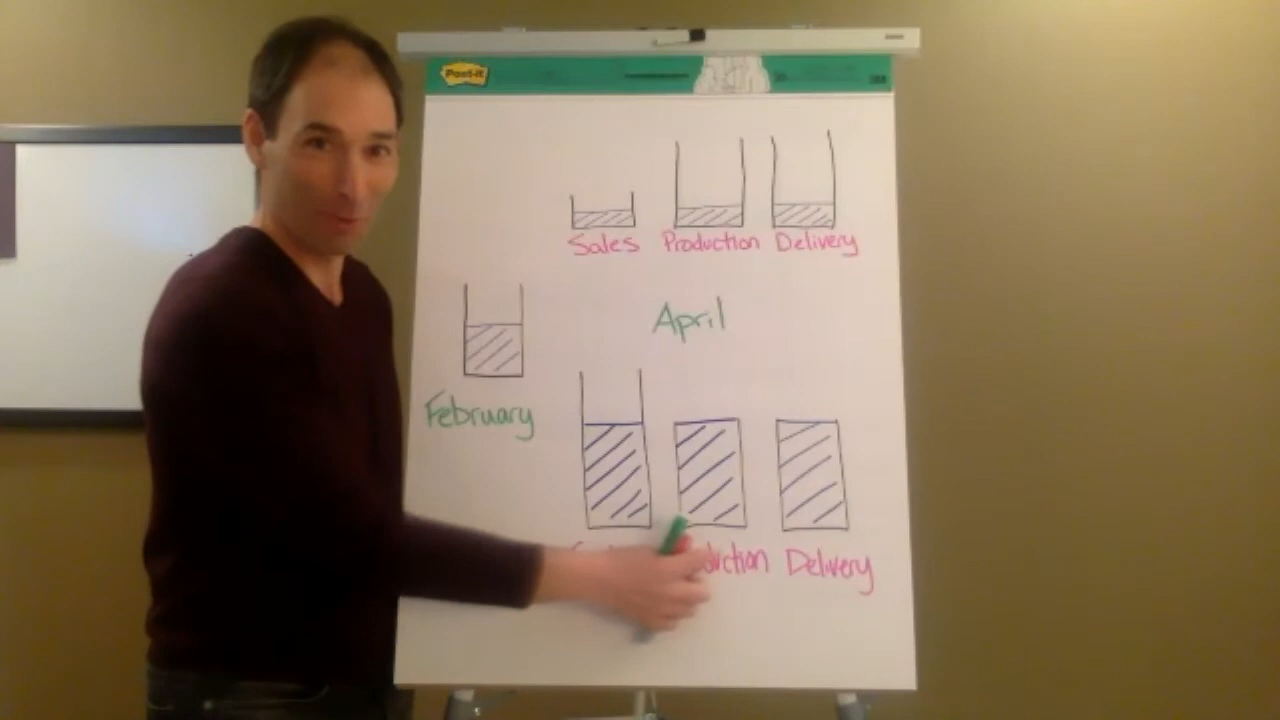 Post-it
Sales Production Delivery
April
February
Delivery